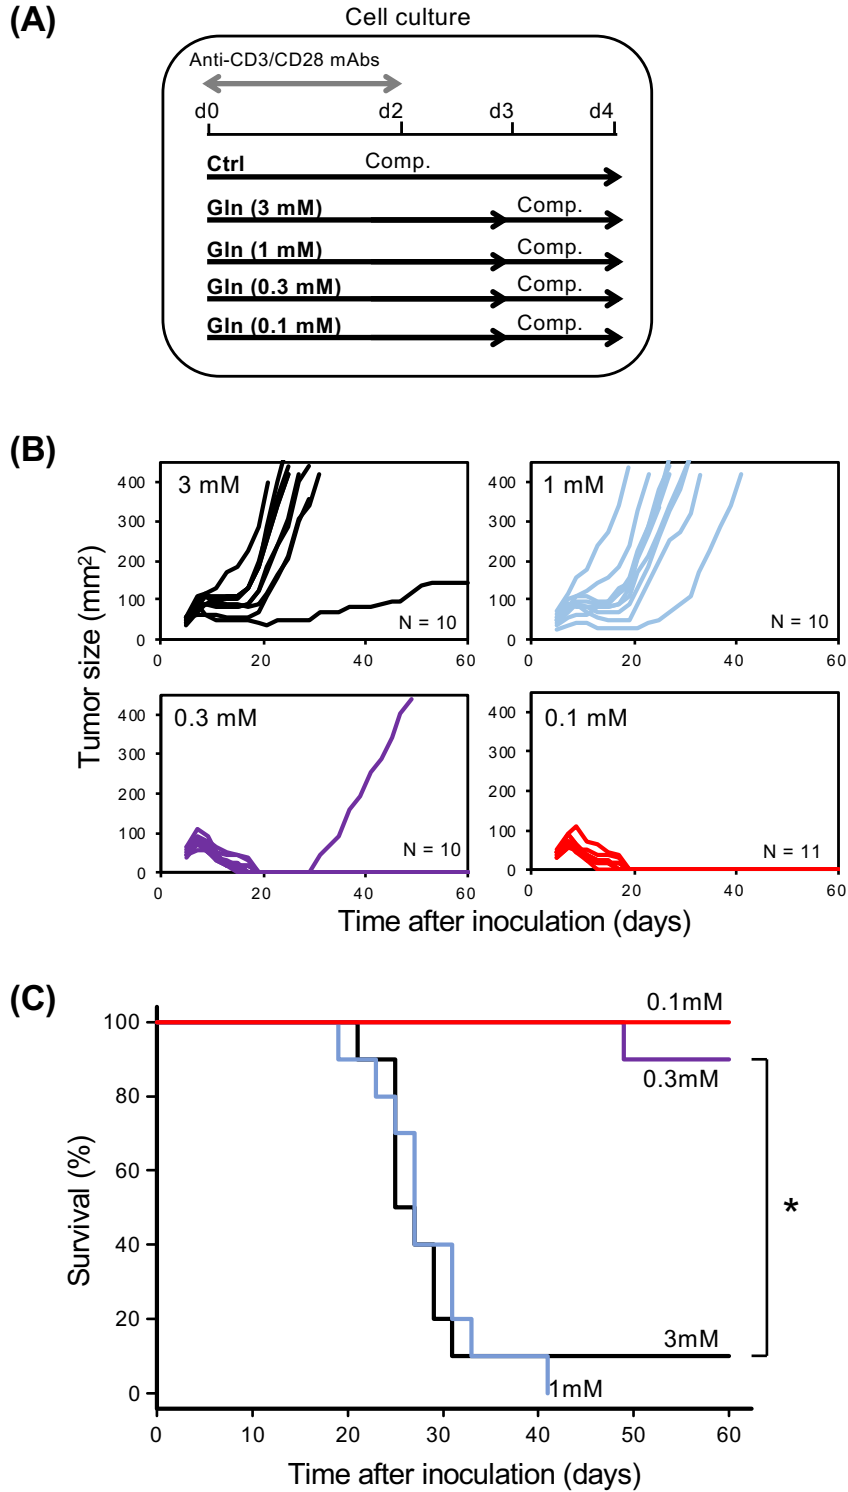 (A)
Cell culture
Anti-CD3/CD28 mAbs
d0 d2 d3 d4
Ctrl Comp.
Gln (3 mM) Comp.
Gln (1 mM) Comp.
Gln (0.3 mM) Comp.
Gln (0.1 mM) Comp.
(B)
Tumor size (mm2)
400
300
200
100
0
3 mM
N = 10
0 20 40 60
400
300
200
100
0
1 mM
N = 10
0 20 40 60
400
300
200
100
0
0.3 mM
N = 10
0 20 40 60
400
300
200
100
0
0.1 mM
N = 11
0 20 40 60
Time after inoculation (days)
(C)
Survival (%)
100
80
60
40
20
0
0.1mM
0.3mM
*
3mM
1mM
0 10 20 30 40 50 60
Time after inoculation (days)